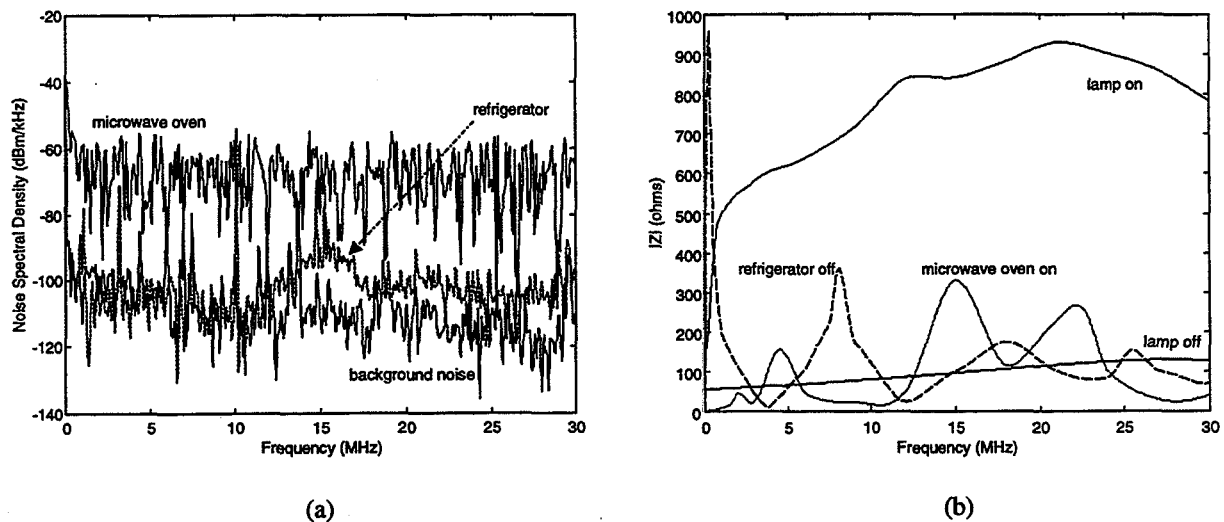 -20
-40
-60
-80
-100
-120
-140
Noise Spectral Density (dBm/kHz)
microwave oven
refrigerator
background noise
0
5
10
15
20
25
30
Frequency (MHz)
(a)
1000
900
800
700
600
500
400
300
200
100
0
|Z| (ohms)
lamp on
refrigerator off
microwave oven on
lamp off
0
5
10
15
20
25
30
Frequency (MHz)
(b)